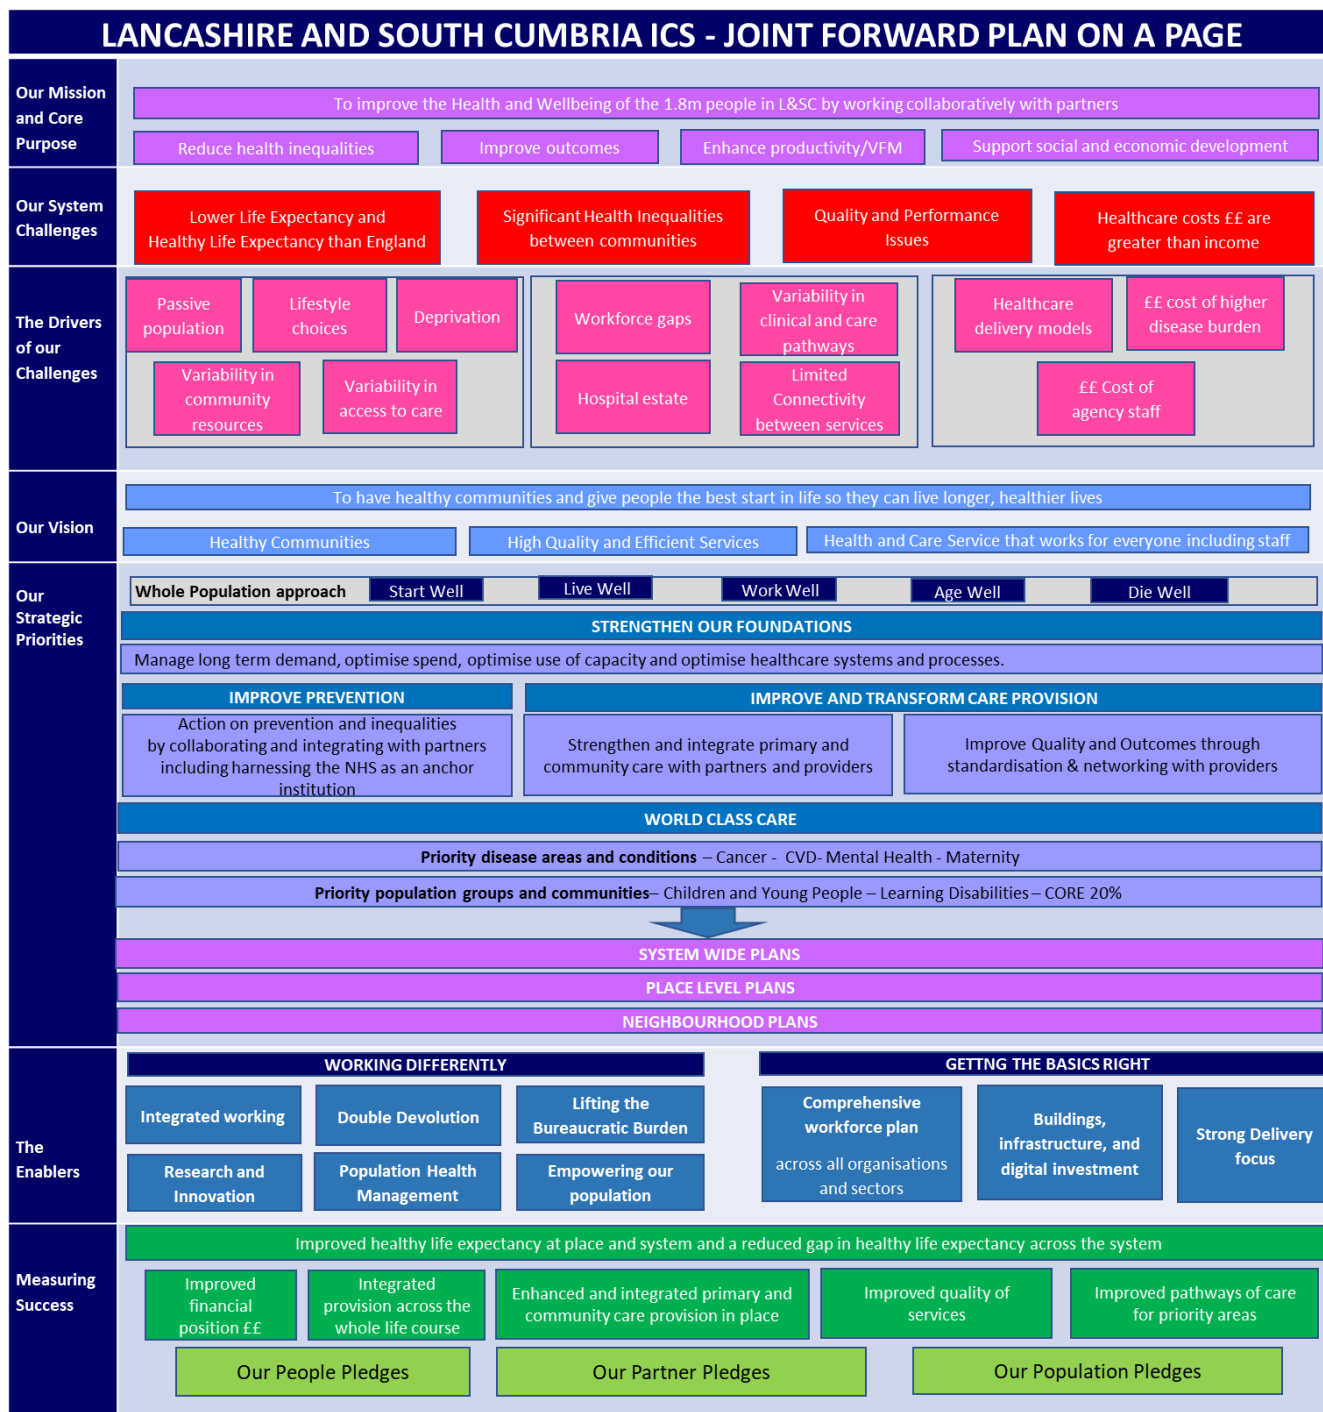 LANCASHIRE AND SOUTH CUMBRIA ICS - JOINT FORWARD PLAN ON A PAGE
Our Mission
and Core
Purpose
To improve the Health and Wellbeing of the 1.8m people in L&SC by working collaboratively with partners
Reduce health inequalities
Improve outcomes
Enhance productivity/VFM
Support social and economic development
Our System
Challenges
Lower Life Expectancy and
Healthy Life Expectancy than England
Significant Health Inequalities
between communities
Quality and Performance
Issues
Healthcare costs ££ are
greater than income
The Drivers
of our
Challenges
Passive
population
Lifestyle
choices
Deprivation
Variability in
community
resources
Variability in
access to care
Workforce gaps
Variability in
clinical and care
pathways
Hospital estate
Limited
Connectivity
between services
Healthcare
delivery models
££ cost of higher
disease burden
££ Cost of
agency staff
Our Vision
To have healthy communities and give people the best start in life so they can live longer, healthier lives
Healthy Communities
High Quality and Efficient Services
Health and Care Service that works for everyone including staff
Our
Strategic
Priorities
Whole Population approach
Start Well
Live Well
Work Well
Age Well
Die Well
STRENGTHEN OUR FOUNDATIONS
Manage long term demand, optimise spend, optimise use of capacity and optimise healthcare systems and processes.
IMPROVE PREVENTION
Action on prevention and inequalities
by collaborating and integrating with partners
including harnessing the NHS as an anchor
institution
IMPROVE AND TRANSFORM CARE PROVISION
Strengthen and integrate primary and
community care with partners and providers
Improve Quality and Outcomes through
standardisation & networking with providers
WORLD CLASS CARE
Priority disease areas and conditions – Cancer - CVD- Mental Health - Maternity
Priority population groups and communities– Children and Young People – Learning Disabilities – CORE 20%
SYSTEM WIDE PLANS
PLACE LEVEL PLANS
NEIGHBOURHOOD PLANS
The
Enablers
WORKING DIFFERENTLY
Integrated working
Double Devolution
Lifting the
Bureaucratic Burden
Research and
Innovation
Population Health
Management
Empowering our
population
GETTNG THE BASICS RIGHT
Comprehensive
workforce plan
across all organisations
and sectors
Buildings,
infrastructure, and
digital investment
Strong Delivery
focus
Measuring
Success
Improved healthy life expectancy at place and system and a reduced gap in healthy life expectancy across the system
Improved
financial
position ££
Integrated
provision across the
whole life course
Enhanced and integrated primary and
community care provision in place
Improved quality of
services
Improved pathways of care
for priority areas
Our People Pledges
Our Partner Pledges
Our Population Pledges